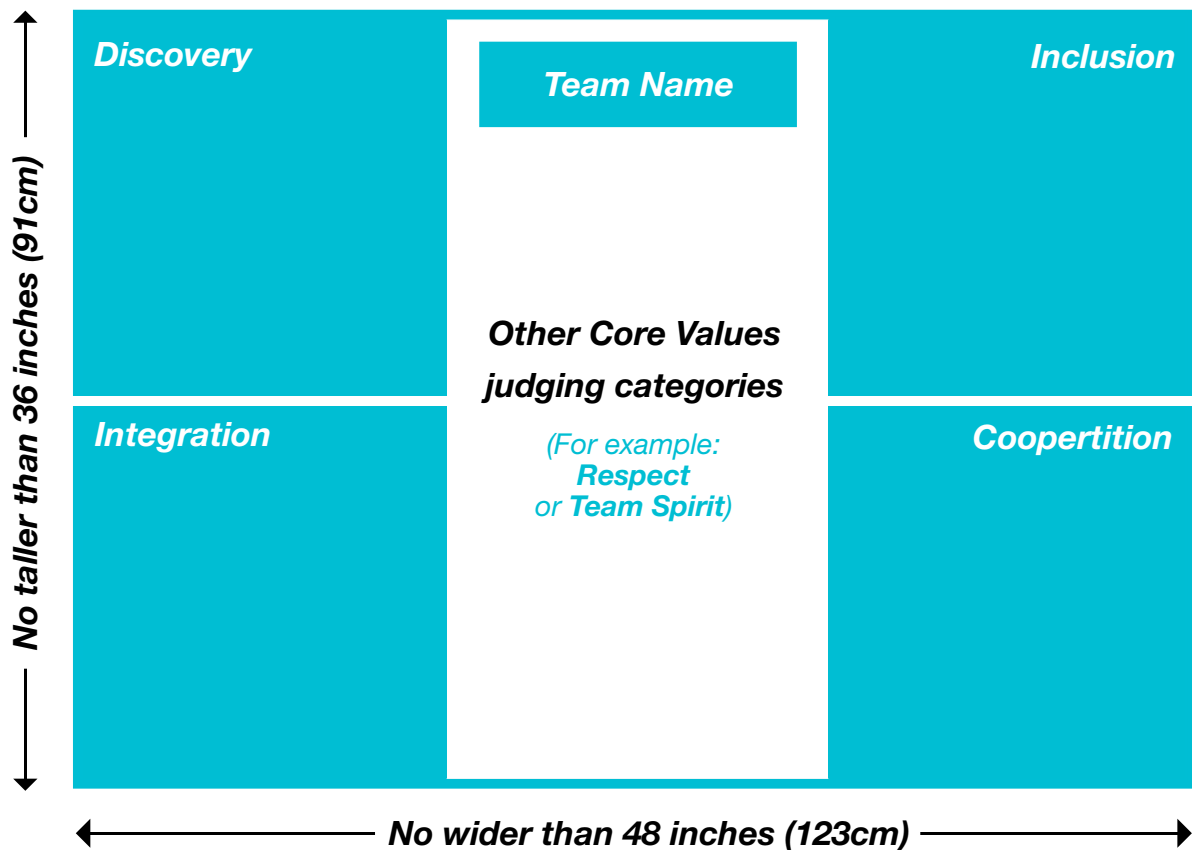 Discovery
Team Name
Inclusion
Other Core Values
judging categories
(For example:
Respect
or Team Spirit)
Integration
Coopertition
No taller than 36 inches (91cm)
No wider than 48 inches (123cm)